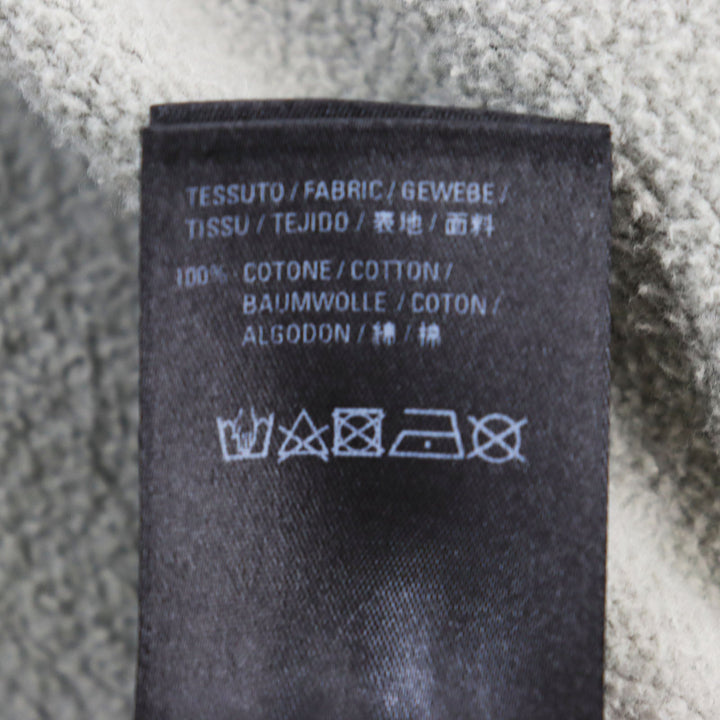 TESSUTO / FABRIC / GEWEBE /
TISSU / TEJIDO / 表地 / 面料
100% COTONE / COTTON /
BAUMWOLLE / COTON /
ALGODON / 綿 / 棉